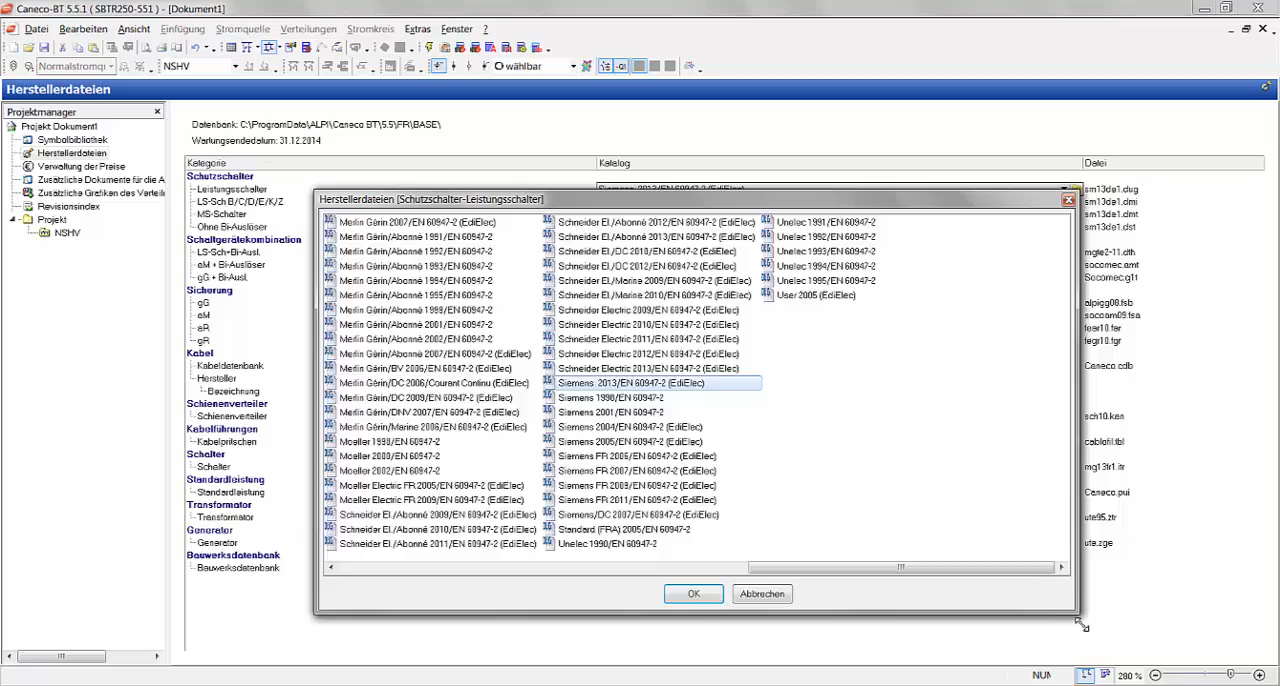 Caneco-BT 5.5.1 ( SBTR250-551 ) - [Dokument1]
Datei Bearbeiten Ansicht Einfügung Stromquelle Verteilungen Stromkreis Extras Fenster ?
Normalstromqu NSHV O wählbar
Herstellerdateien
Projektmanager
Projekt Dokument1
Symbolbibliothek
Herstellerdateien
Verwaltung der Preise
Zusätzliche Dokumente für die A
Zusätzliche Grafiken des Verteile
Revisionsindex
Projekt
NSHV
Datenbank: C:\ProgramData\ALPI\Caneco BT\5.5\FR\BASE\
Wartungsendedatum: 31.12.2014
Kategorie Katalog Datei
Schutzschalter
Leistungsschalter Siemens 2013/EN 60947-2 (EdiElec) sm13de1.dug
LS-Sch B/C/D/E/K/Z sm13de1.dmi
MS-Schalter sm13de1.dmt
Ohne Bi-Auslöser sm13de1.dst
Schaltgerätekombination
LS-Sch+Bi-Ausl. mgte2-11.dth
aM + Bi-Auslöser socomec.amt
gG + Bi-Ausl. Socomec.g11
Sicherung
gG alpigg08.fsb
aM socoam09.fsa
aR fear10.far
gR fegr10.fgr
Kabel
Kabeldatenbank Caneco.cdb
Hersteller
Bezeichnung
Schienenverteiler
Schienenverteiler sch10.ken
Kabelführungen
Kabelpritschen cablofil.tbl
Schalter
Schalter mg13fr1.itr
Standardleistung
Standardleistung Caneco.pui
Transformator
Transformator ute95.ztr
Generator
Generator ute.zge
Bauwerksdatenbank
Bauwerksdatenbank
Herstellerdateien [Schutzschalter-Leistungsschalter]
Merlin Gérin 2007/EN 60947-2 (EdiElec)
Merlin Gérin/Abonné 1991/EN 60947-2
Merlin Gérin/Abonné 1992/EN 60947-2
Merlin Gérin/Abonné 1993/EN 60947-2
Merlin Gérin/Abonné 1994/EN 60947-2
Merlin Gérin/Abonné 1995/EN 60947-2
Merlin Gérin/Abonné 1999/EN 60947-2
Merlin Gérin/Abonné 2001/EN 60947-2
Merlin Gérin/Abonné 2002/EN 60947-2
Merlin Gérin/Abonné 2007/EN 60947-2 (EdiElec)
Merlin Gérin/BV 2006/EN 60947-2 (EdiElec)
Merlin Gérin/DC 2006/Courent Continu (EdiElec)
Merlin Gérin/DC 2009/EN 60947-2 (EdiElec)
Merlin Gérin/DNV 2007/EN 60947-2 (EdiElec)
Merlin Gérin/Marine 2006/EN 60947-2 (EdiElec)
Moeller 1998/EN 60947-2
Moeller 2000/EN 60947-2
Moeller 2002/EN 60947-2
Moeller Electric FR 2005/EN 60947-2 (EdiElec)
Moeller Electric FR 2009/EN 60947-2 (EdiElec)
Schneider El./Abonné 2009/EN 60947-2 (EdiElec)
Schneider El./Abonné 2010/EN 60947-2 (EdiElec)
Schneider El./Abonné 2011/EN 60947-2 (EdiElec)
Schneider El./Abonné 2012/EN 60947-2 (EdiElec)
Schneider El./Abonné 2013/EN 60947-2 (EdiElec)
Schneider El./DC 2010/EN 60947-2 (EdiElec)
Schneider El./DC 2012/EN 60947-2 (EdiElec)
Schneider El./Marine 2009/EN 60947-2 (EdiElec)
Schneider El./Marine 2010/EN 60947-2 (EdiElec)
Schneider Electric 2009/EN 60947-2 (EdiElec)
Schneider Electric 2011/EN 60947-2 (EdiElec)
Schneider Electric 2012/EN 60947-2 (EdiElec)
Schneider Electric 2013/EN 60947-2 (EdiElec)
Siemens 2013/EN 60947-2 (EdiElec)
Siemens 1998/EN 60947-2
Siemens 2001/EN 60947-2
Siemens 2004/EN 60947-2 (EdiElec)
Siemens 2005/EN 60947-2 (EdiElec)
Siemens FR 2006/EN 60947-2 (EdiElec)
Siemens FR 2007/EN 60947-2 (EdiElec)
Siemens FR 2009/EN 60947-2 (EdiElec)
Siemens FR 2011/EN 60947-2 (EdiElec)
Siemens/DC 2007/EN 60947-2 (EdiElec)
Standard (FRA) 2005/EN 60947-2
Unelec 1990/EN 60947-2
Unelec 1991/EN 60947-2
Unelec 1992/EN 60947-2
Unelec 1993/EN 60947-2
Unelec 1994/EN 60947-2
Unelec 1995/EN 60947-2
User 2005 (EdiElec)
OK Abbrechen
NUM 280 %